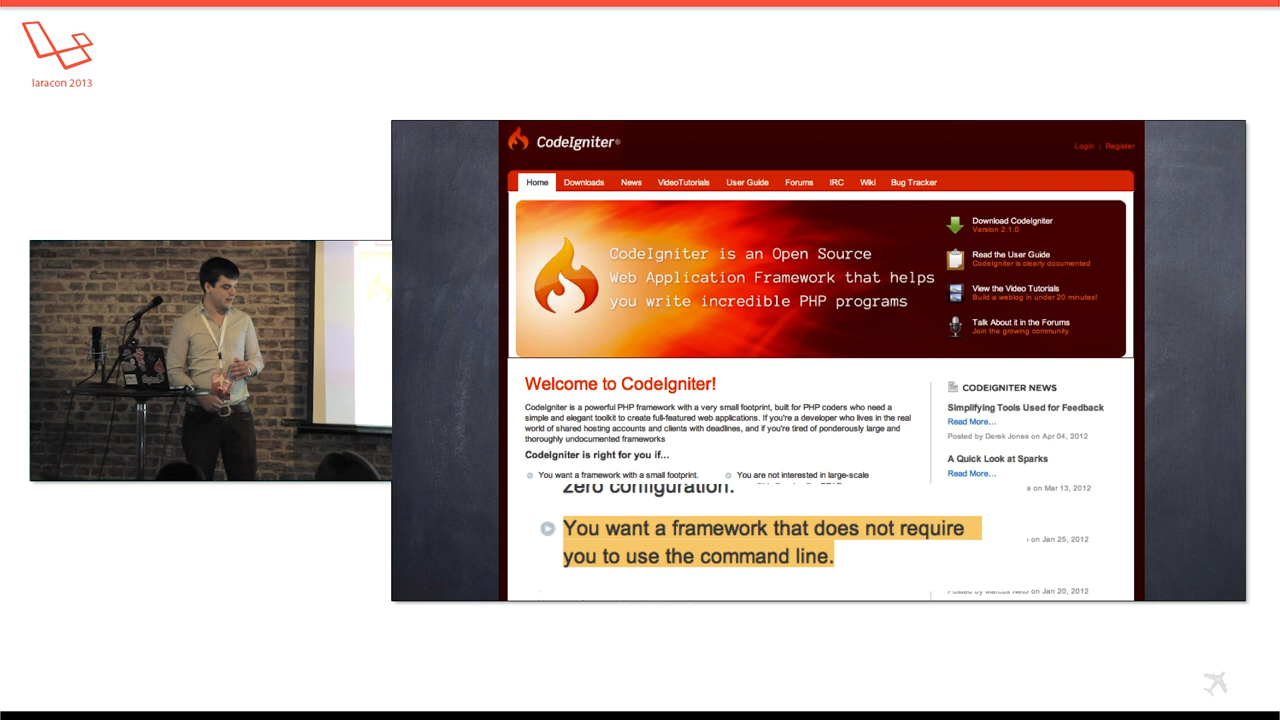 laracon 2013
CodeIgniter®
Login | Register
Home Downloads News VideoTutorials User Guide Forums IRC Wiki Bug Tracker
CodeIgniter is an Open Source
Web Application Framework that helps
you write incredible PHP programs
Download CodeIgniter
Version 2.1.0
Read the User Guide
CodeIgniter is clearly documented
View the Video Tutorials
Build a weblog in under 20 minutes!
Talk About it in the Forums
Join the growing community
Welcome to CodeIgniter!
CodeIgniter is a powerful PHP framework with a very small footprint, built for PHP coders who need a
simple and elegant toolkit to create full-featured web applications. If you're a developer who lives in the real
world of shared hosting accounts and clients with deadlines, and if you're tired of ponderously large and
thoroughly undocumented frameworks
CodeIgniter is right for you if...
You want a framework with a small footprint.
You are not interested in large-scale
zero configuration.
You want a framework that does not require
you to use the command line.
CODEIGNITER NEWS
Simplifying Tools Used for Feedback
Read More...
Posted by Derek Jones on Apr 04, 2012
A Quick Look at Sparks
Read More...
on Mar 13, 2012
on Jan 25, 2012
Posted by Marcus Neto on Jan 20, 2012